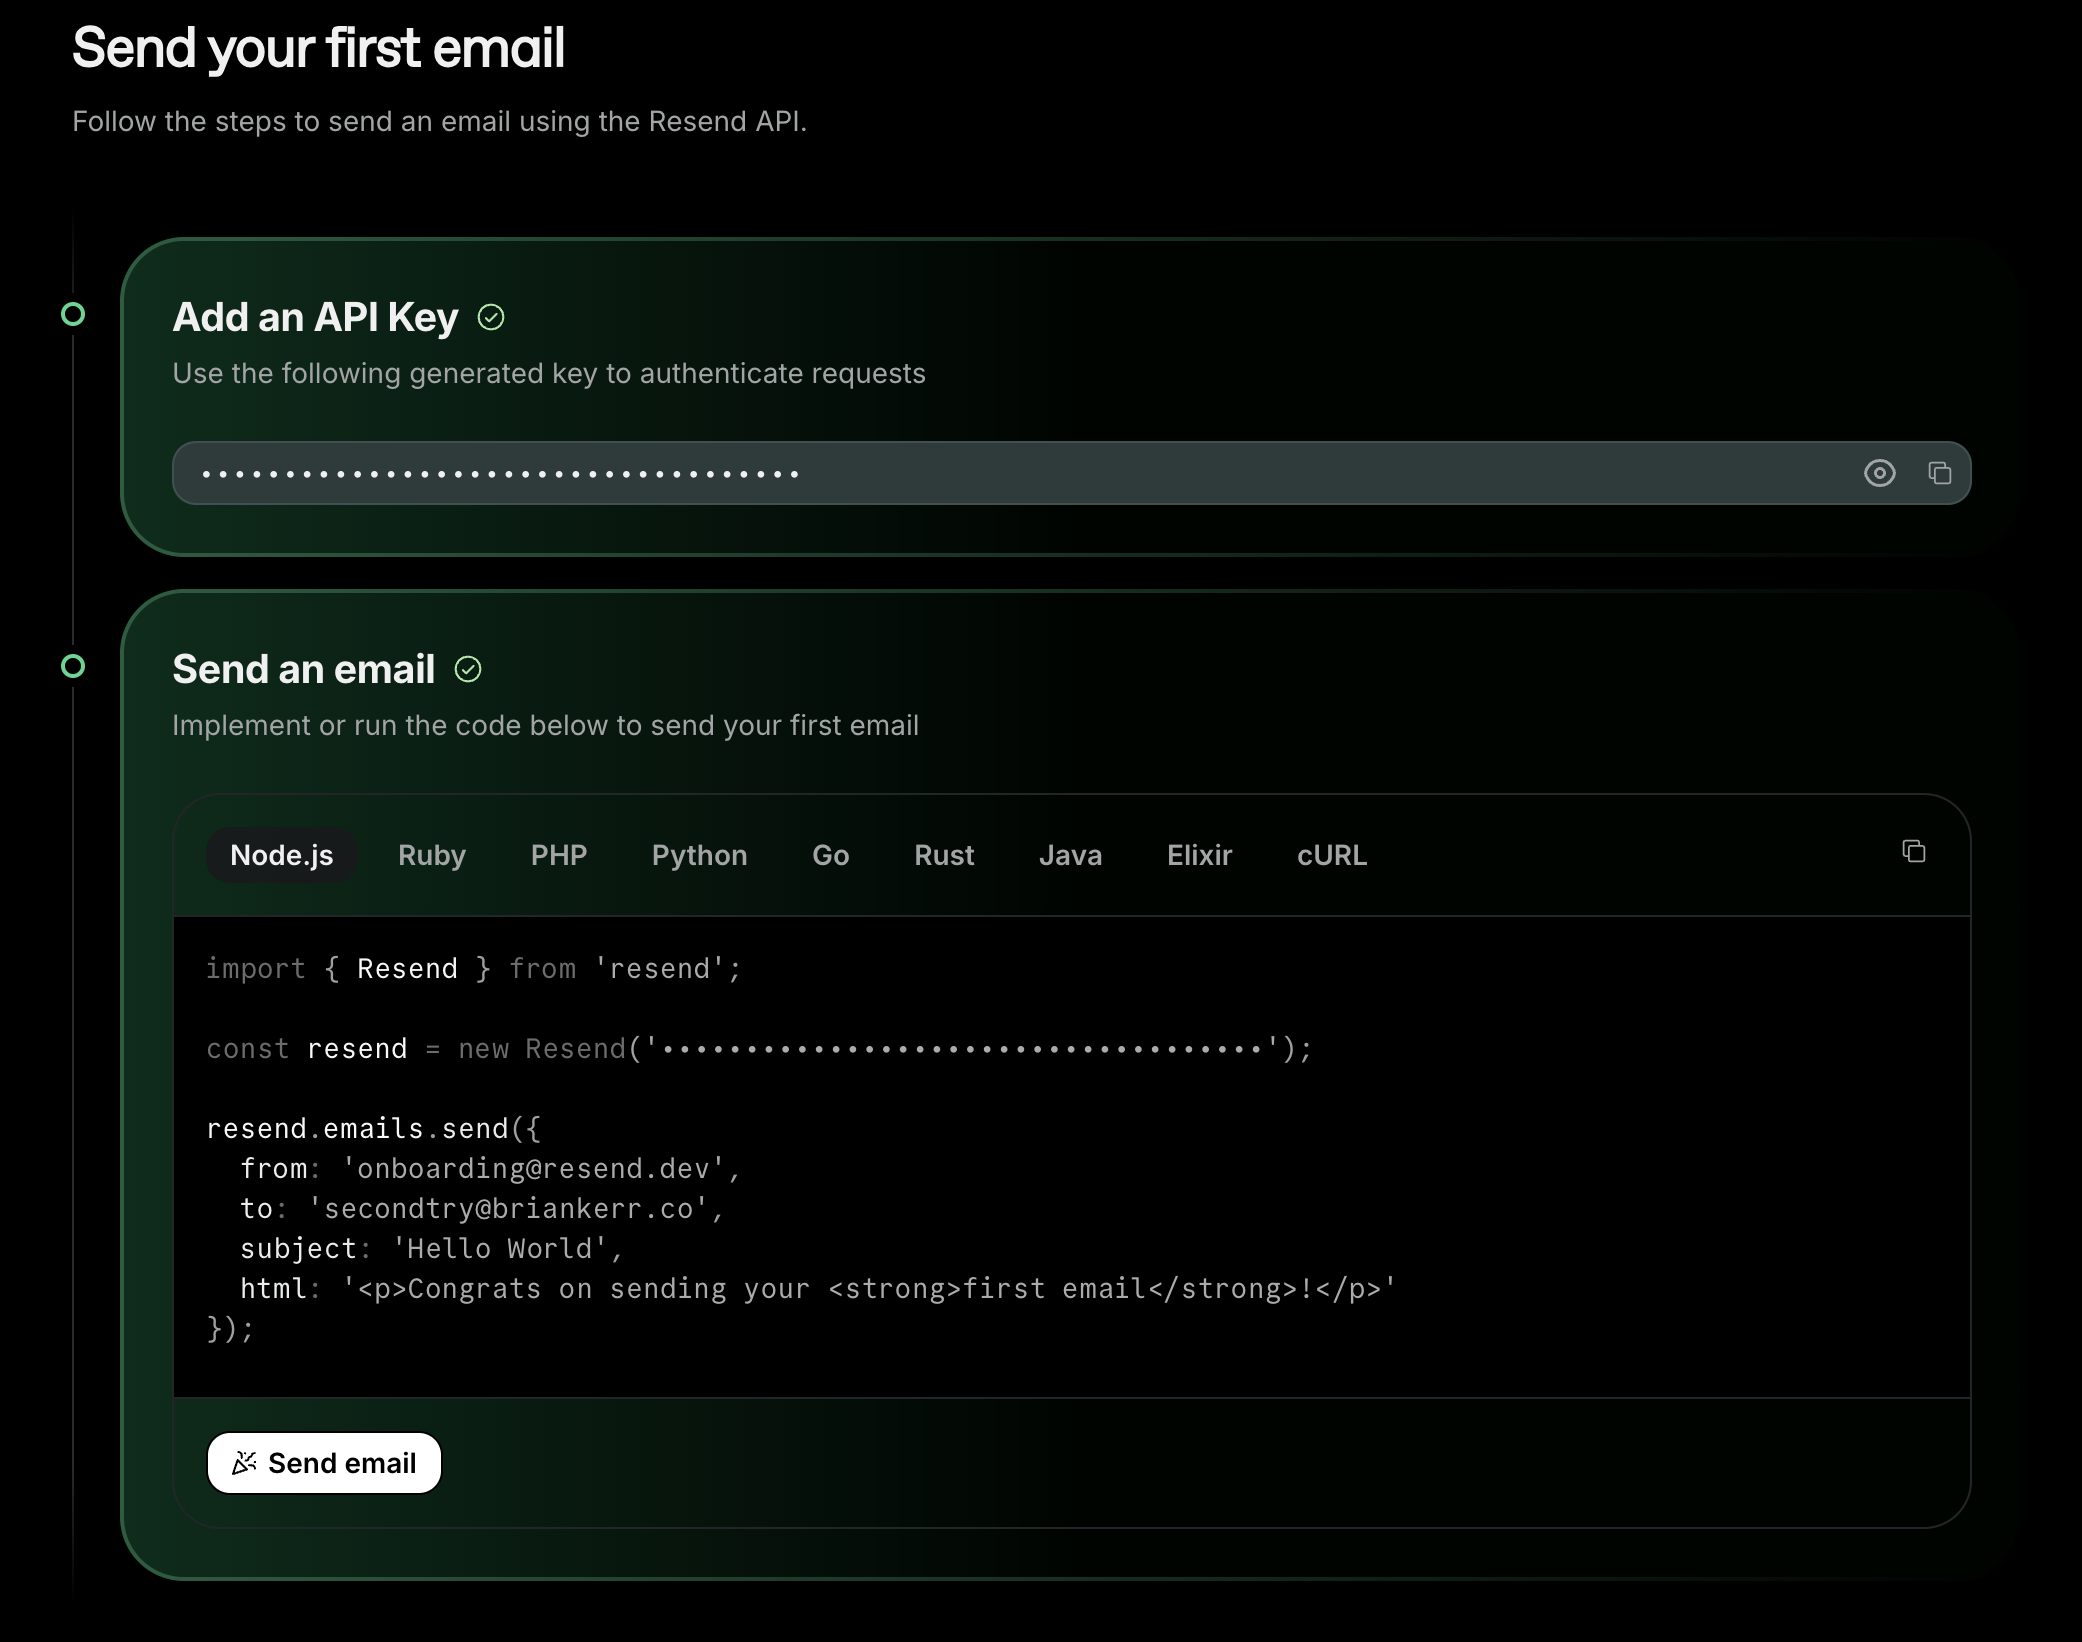 Send your first email
Follow the steps to send an email using the Resend API.
Add an API Key
Use the following generated key to authenticate requests
••••••••••••••••••••••••••••••••••••
Send an email
Implement or run the code below to send your first email
Node.js Ruby PHP Python Go Rust Java Elixir cURL
import { Resend } from 'resend';
const resend = new Resend('••••••••••••••••••••••••••••••••••••');
resend.emails.send({
  from: 'onboarding@resend.dev',
  to: 'secondtry@briankerr.co',
  subject: 'Hello World',
  html: '<p>Congrats on sending your <strong>first email</strong>!</p>'
});
Send email